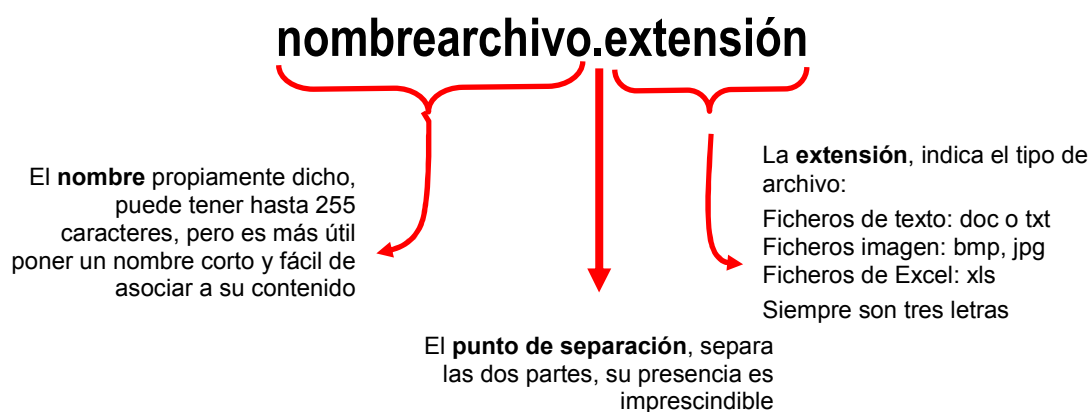 nombrearchivo.extensión
El nombre propiamente dicho,
puede tener hasta 255
caracteres, pero es más útil
poner un nombre corto y fácil de
asociar a su contenido
La extensión, indica el tipo de
archivo:
Ficheros de texto: doc o txt
Ficheros imagen: bmp, jpg
Ficheros de Excel: xls
Siempre son tres letras
El punto de separación, separa
las dos partes, su presencia es
imprescindible